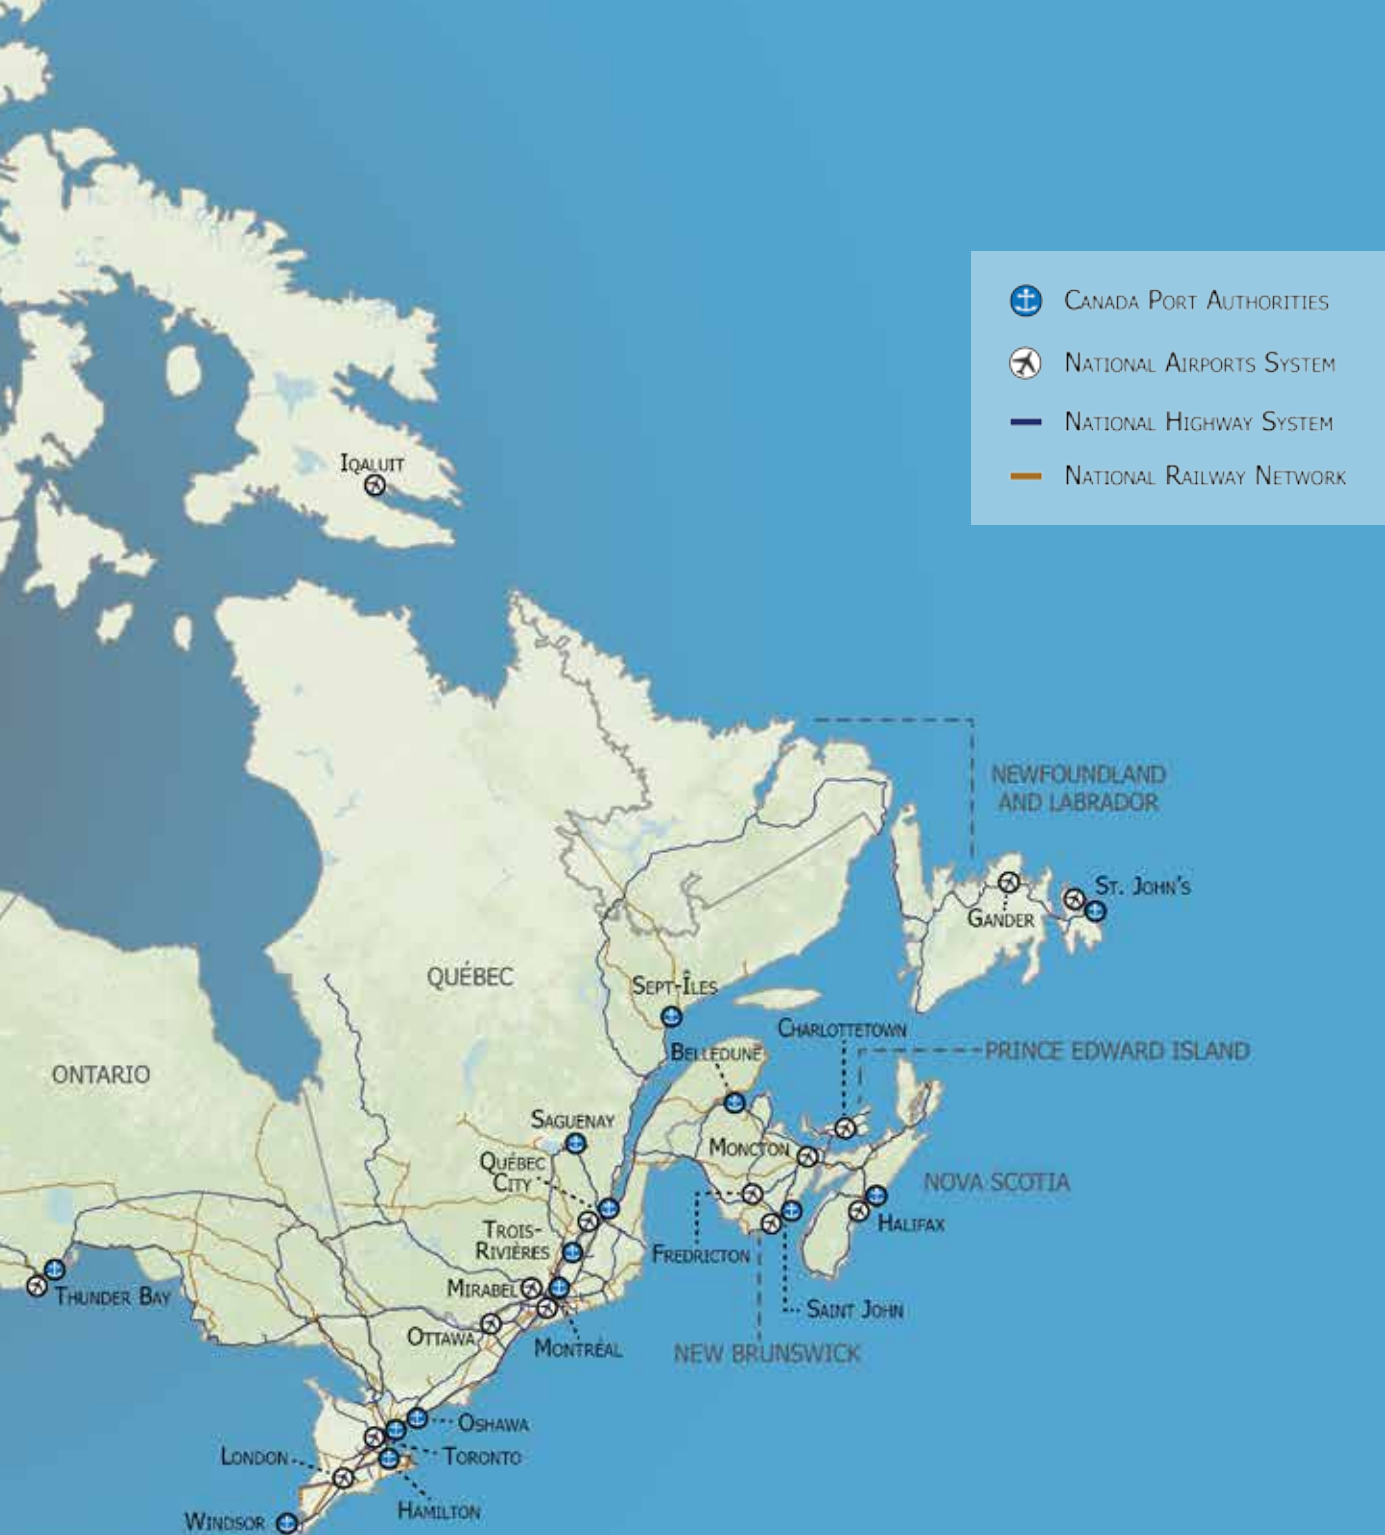 CANADA PORT AUTHORITIES
NATIONAL AIRPORTS SYSTEM
NATIONAL HIGHWAY SYSTEM
NATIONAL RAILWAY NETWORK
IQALUIT
NEWFOUNDLAND
AND LABRADOR
ST. JOHN'S
GANDER
QUÉBEC
SEPT-ÎLES
CHARLOTTETOWN
BELLEDUNE
PRINCE EDWARD ISLAND
ONTARIO
SAGUENAY
MONCTON
QUÉBEC
CITY
NOVA SCOTIA
HALIFAX
TROIS-
RIVIÈRES
FREDRICTON
MIRABEL
THUNDER BAY
SAINT JOHN
OTTAWA
MONTRÉAL
NEW BRUNSWICK
OSHAWA
LONDON
TORONTO
HAMILTON
WINDSOR